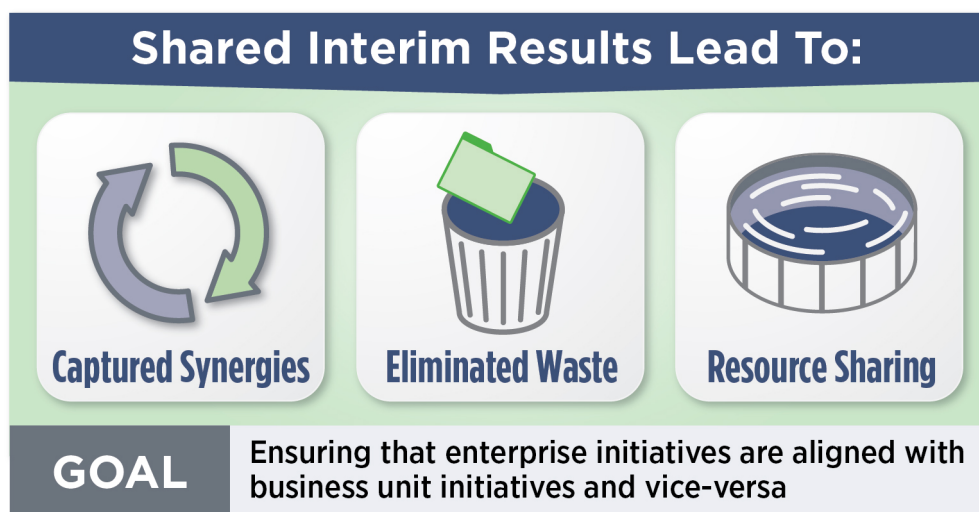 Shared Interim Results Lead To:
Captured Synergies
Eliminated Waste
Resource Sharing
GOAL
Ensuring that enterprise initiatives are aligned with
business unit initiatives and vice-versa